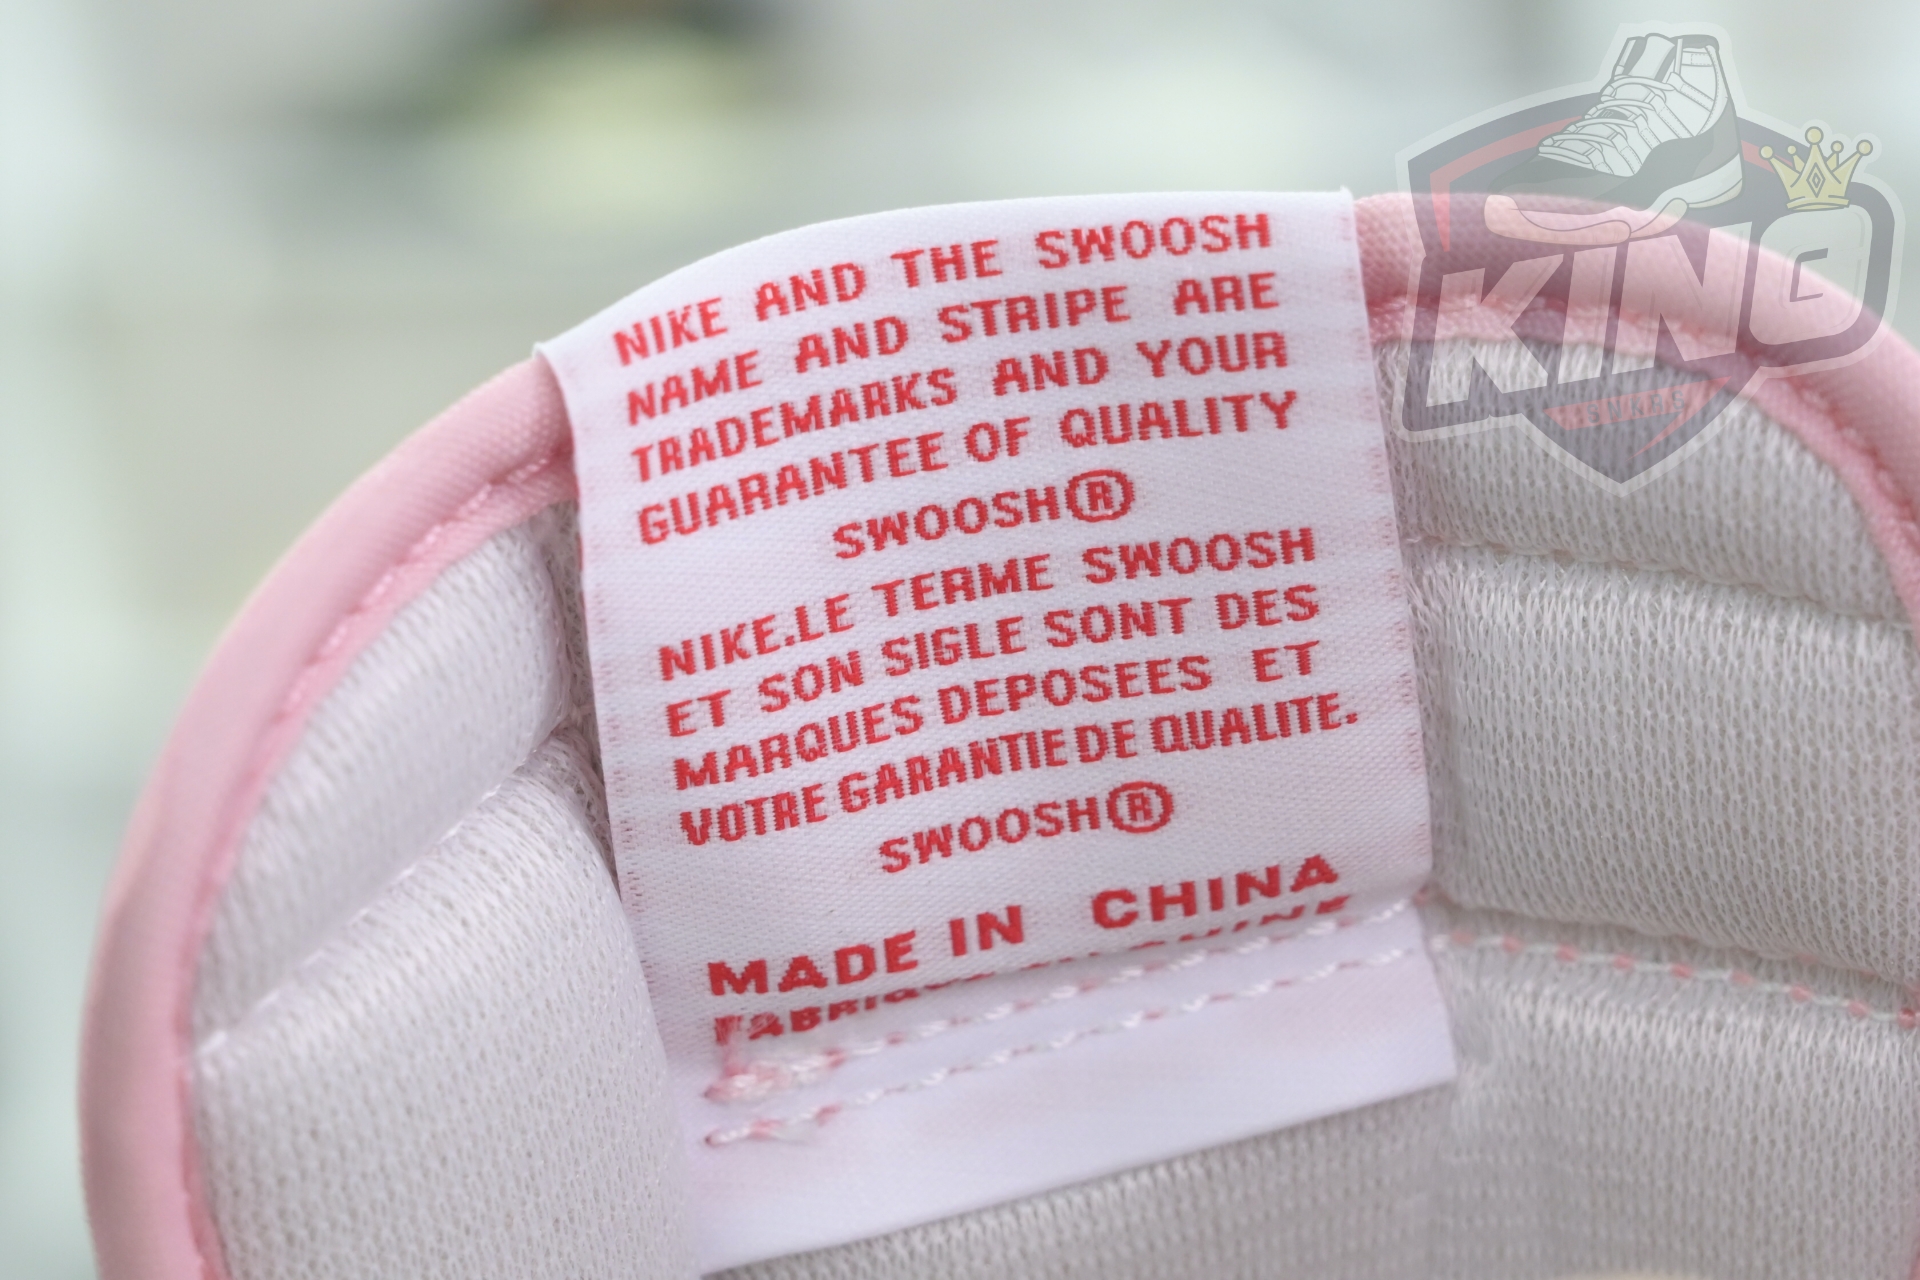 NIKE AND THE SWOOSH
NAME AND STRIPE ARE
TRADEMARKS AND YOUR
GUARANTEE OF QUALITY
SWOOSH®
NIKE.LE TERME SWOOSH
ET SON SIGLE SONT DES
MARQUES DEPOSEES ET
VOTRE GARANTIE DE QUALITE.
SWOOSH®
MADE IN CHINA
KING